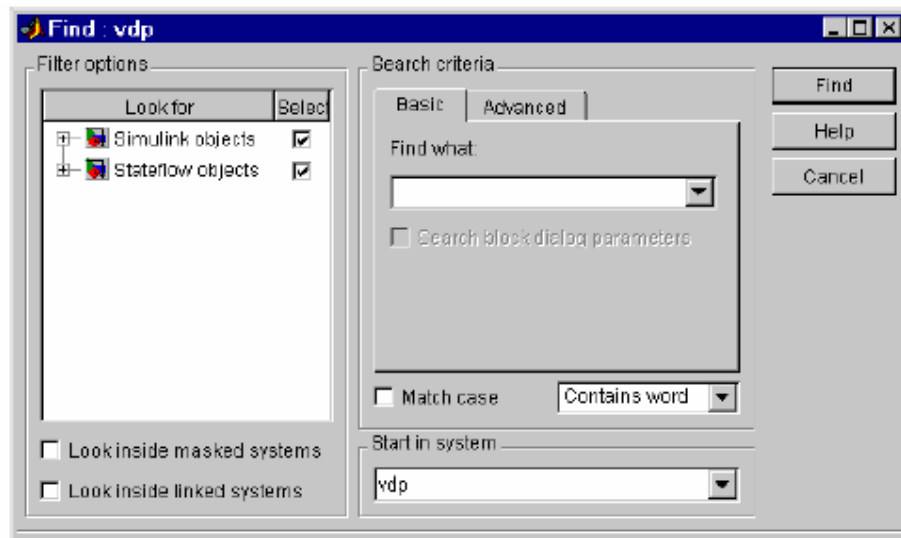 Find : vdp
Filter options
Look for Select
Simulink objects
Stateflow objects
Look inside masked systems
Look inside linked systems
Search criteria
Basic Advanced
Find what:
Search block dialog parameters
Match case Contains word
Start in system
vdp
Find
Help
Cancel